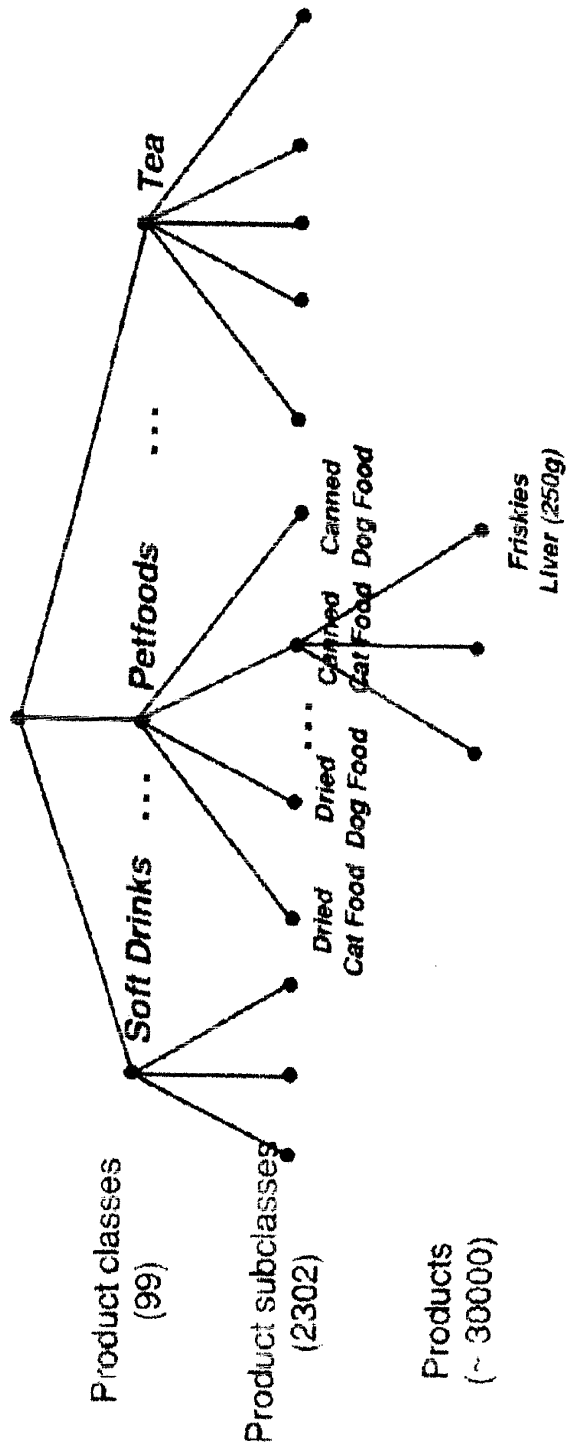 Product classes
(99)
Soft Drinks
...
Petfoods
...
Tea
Product subclasses
(2302)
Dried
Cat Food
Dried
Dog Food
...
Canned
Cat Food
Canned
Dog Food
Products
(~ 30000)
Friskies
Liver (250g)